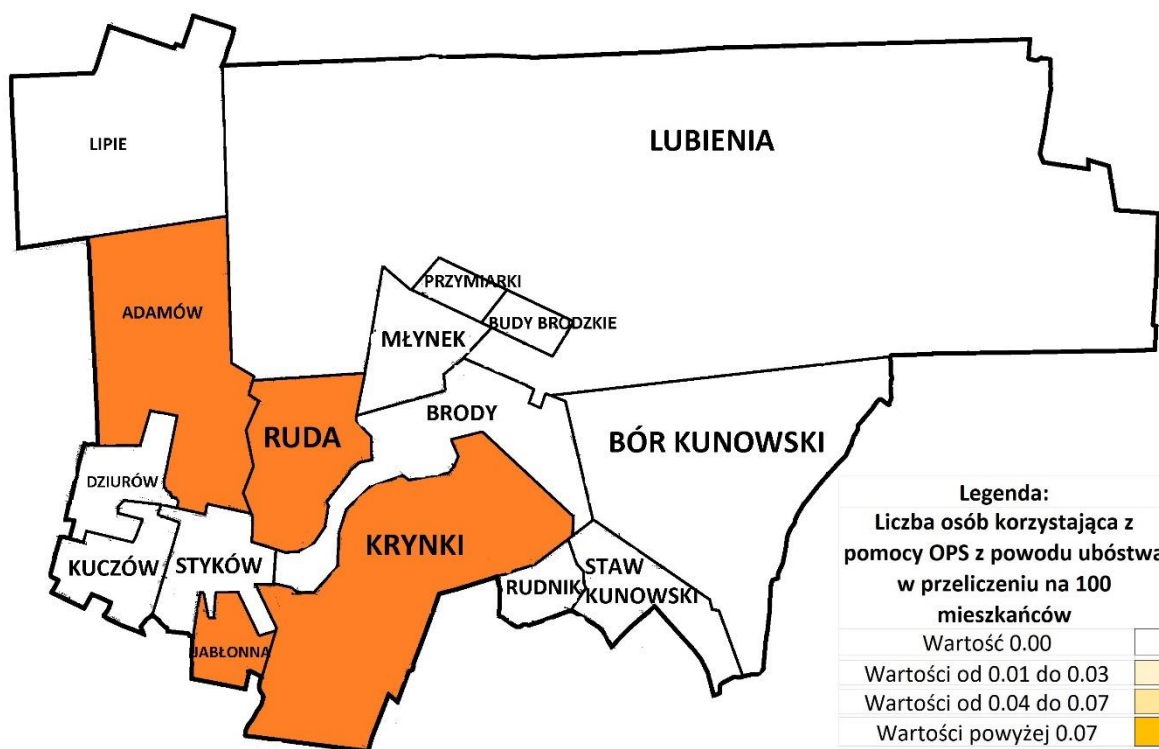 LIPIE
LUBIENIA
ADAMÓW
PRZYMIARKI
BUDY BRODZKIE
MŁYNEK
BRODY
RUDA
BÓR KUNOWSKI
DZIURÓW
KUCZÓW
STYKÓW
KRYNKI
RUDNIK
STAW
KUNOWSKI
JABŁONNA
Legenda:
Liczba osób korzystająca z
pomocy OPS z powodu ubóstwa
w przeliczeniu na 100
mieszkańców
Wartość 0.00
Wartości od 0.01 do 0.03
Wartości od 0.04 do 0.07
Wartości powyżej 0.07